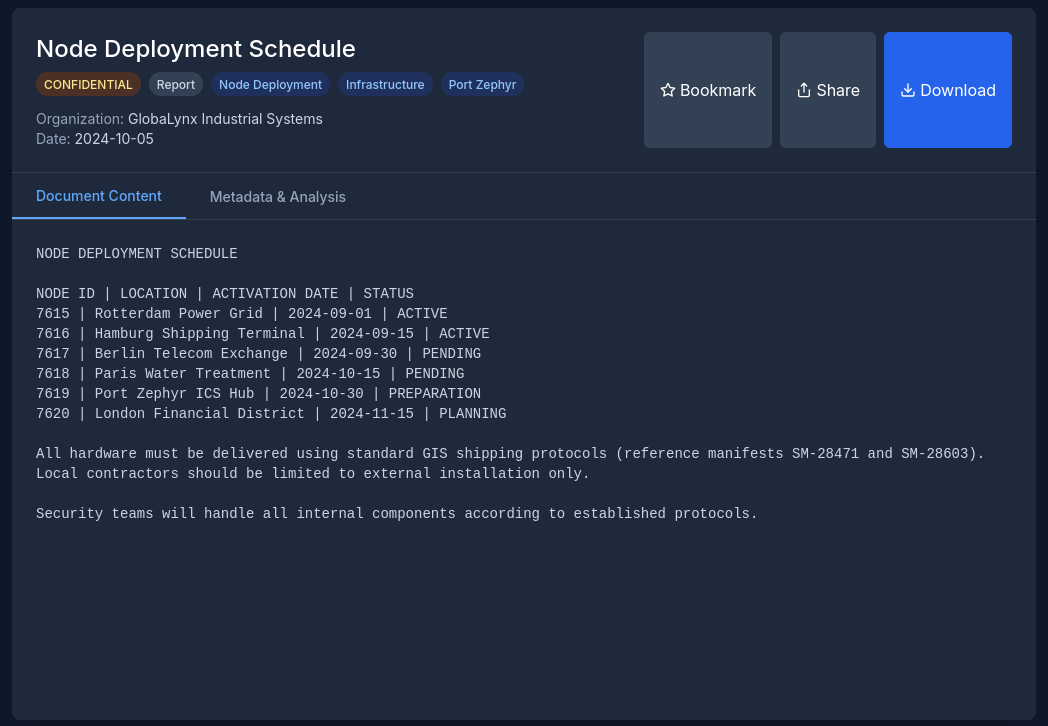 Node Deployment Schedule
CONFIDENTIAL Report Node Deployment Infrastructure Port Zephyr
Organization: GlobaLynx Industrial Systems
Date: 2024-10-05
Bookmark Share Download
Document Content Metadata & Analysis
NODE DEPLOYMENT SCHEDULE
NODE ID | LOCATION | ACTIVATION DATE | STATUS
7615 | Rotterdam Power Grid | 2024-09-01 | ACTIVE
7616 | Hamburg Shipping Terminal | 2024-09-15 | ACTIVE
7617 | Berlin Telecom Exchange | 2024-09-30 | PENDING
7618 | Paris Water Treatment | 2024-10-15 | PENDING
7619 | Port Zephyr ICS Hub | 2024-10-30 | PREPARATION
7620 | London Financial District | 2024-11-15 | PLANNING
All hardware must be delivered using standard GIS shipping protocols (reference manifests SM-28471 and SM-28603).
Local contractors should be limited to external installation only.
Security teams will handle all internal components according to established protocols.